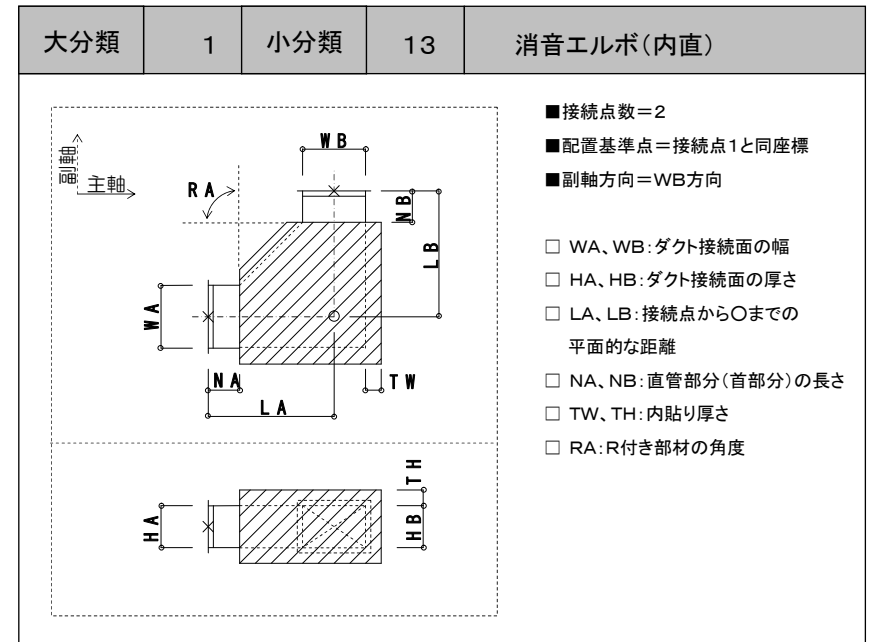 大分類 1 小分類 13 消音エルボ(内直)
■接続点数=2
■配置基準点=接続点1と同座標
■副軸方向=WB方向
□ WA、WB:ダクト接続面の幅
□ HA、HB:ダクト接続面の厚さ
□ LA、LB:接続点から○までの
平面的な距離
□ NA、NB:直管部分(首部分)の長さ
□ TW、TH:内貼り厚さ
□ RA:R付き部材の角度
副軸
主軸
WB
RA
NB
LB
WA
NA
TW
LA
TH
HA
HB